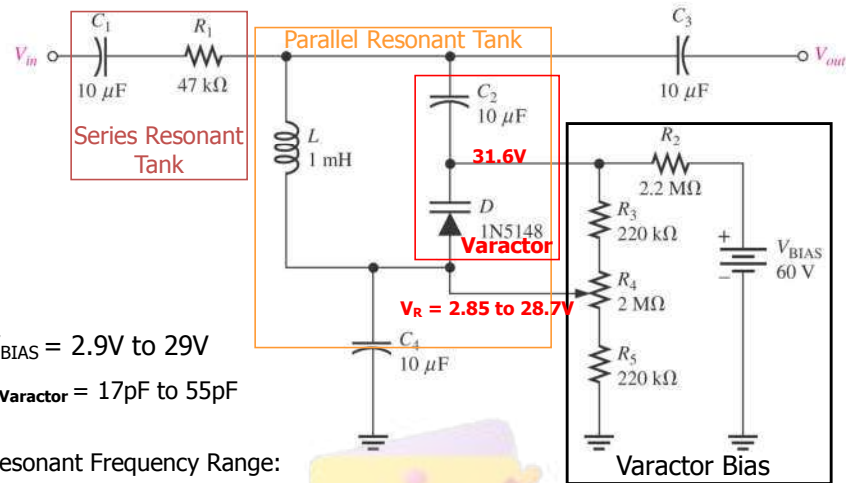 C1
R1
Parallel Resonant Tank
C3
Vin
Vout
10 μF
47 kΩ
C2
10 μF
10 μF
Series Resonant
Tank
L
1 mH
31.6V
R2
2.2 MΩ
D
1N5148
Varactor
R3
220 kΩ
+
VBIAS
60 V
−
R4
2 MΩ
VR = 2.85 to 28.7V
BIAS = 2.9V to 29V
C4
10 μF
R5
220 kΩ
Varactor = 17pF to 55pF
esonant Frequency Range:
Varactor Bias